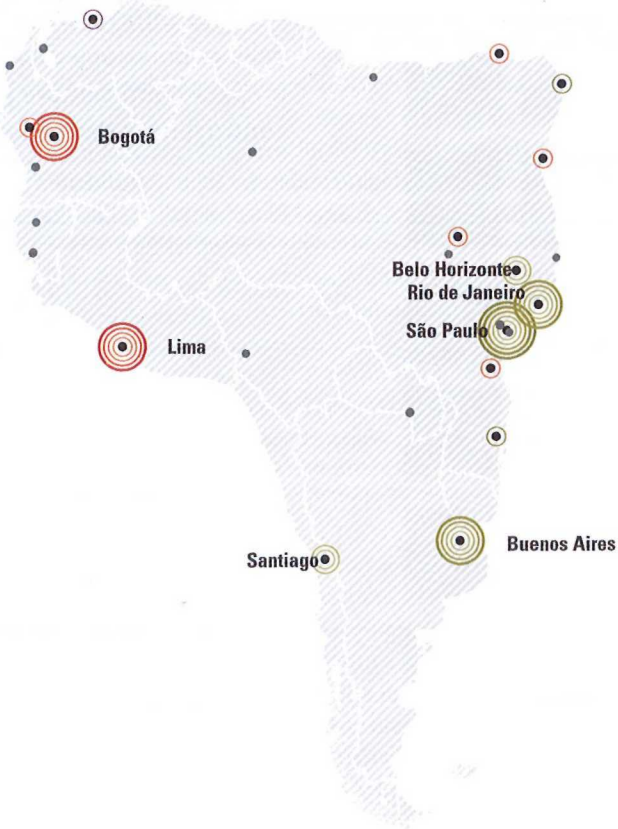 Bogotá
Belo Horizonte
Rio de Janeiro
São Paulo
Lima
Buenos Aires
Santiago